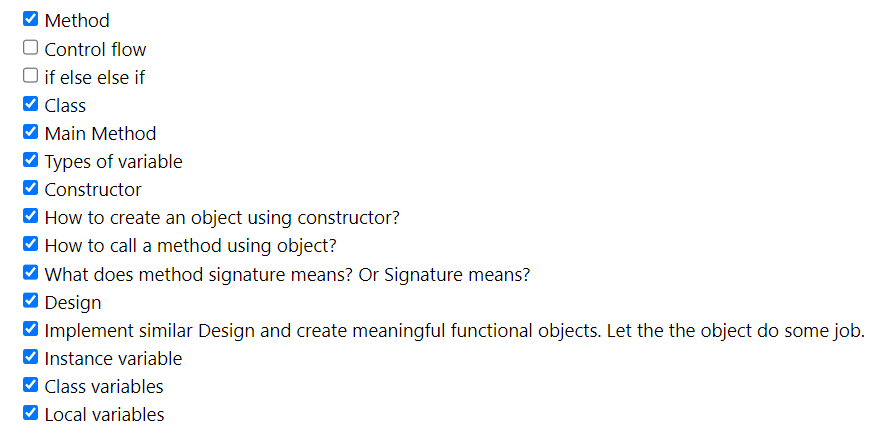 Method
Control flow
if else else if
Class
Main Method
Types of variable
Constructor
How to create an object using constructor?
How to call a method using object?
What does method signature means? Or Signature means?
Design
Implement similar Design and create meaningful functional objects. Let the the object do some job.
Instance variable
Class variables
Local variables